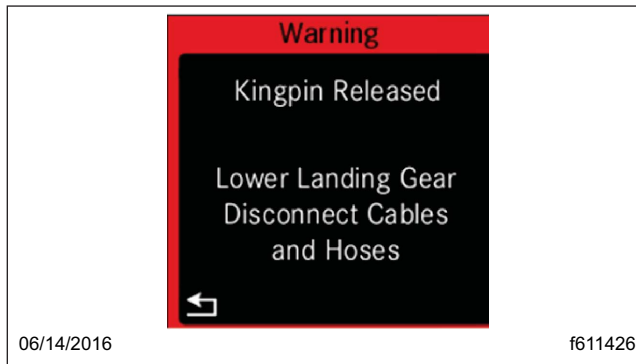 Warning
Kingpin Released
Lower Landing Gear
Disconnect Cables
and Hoses
06/14/2016
f611426